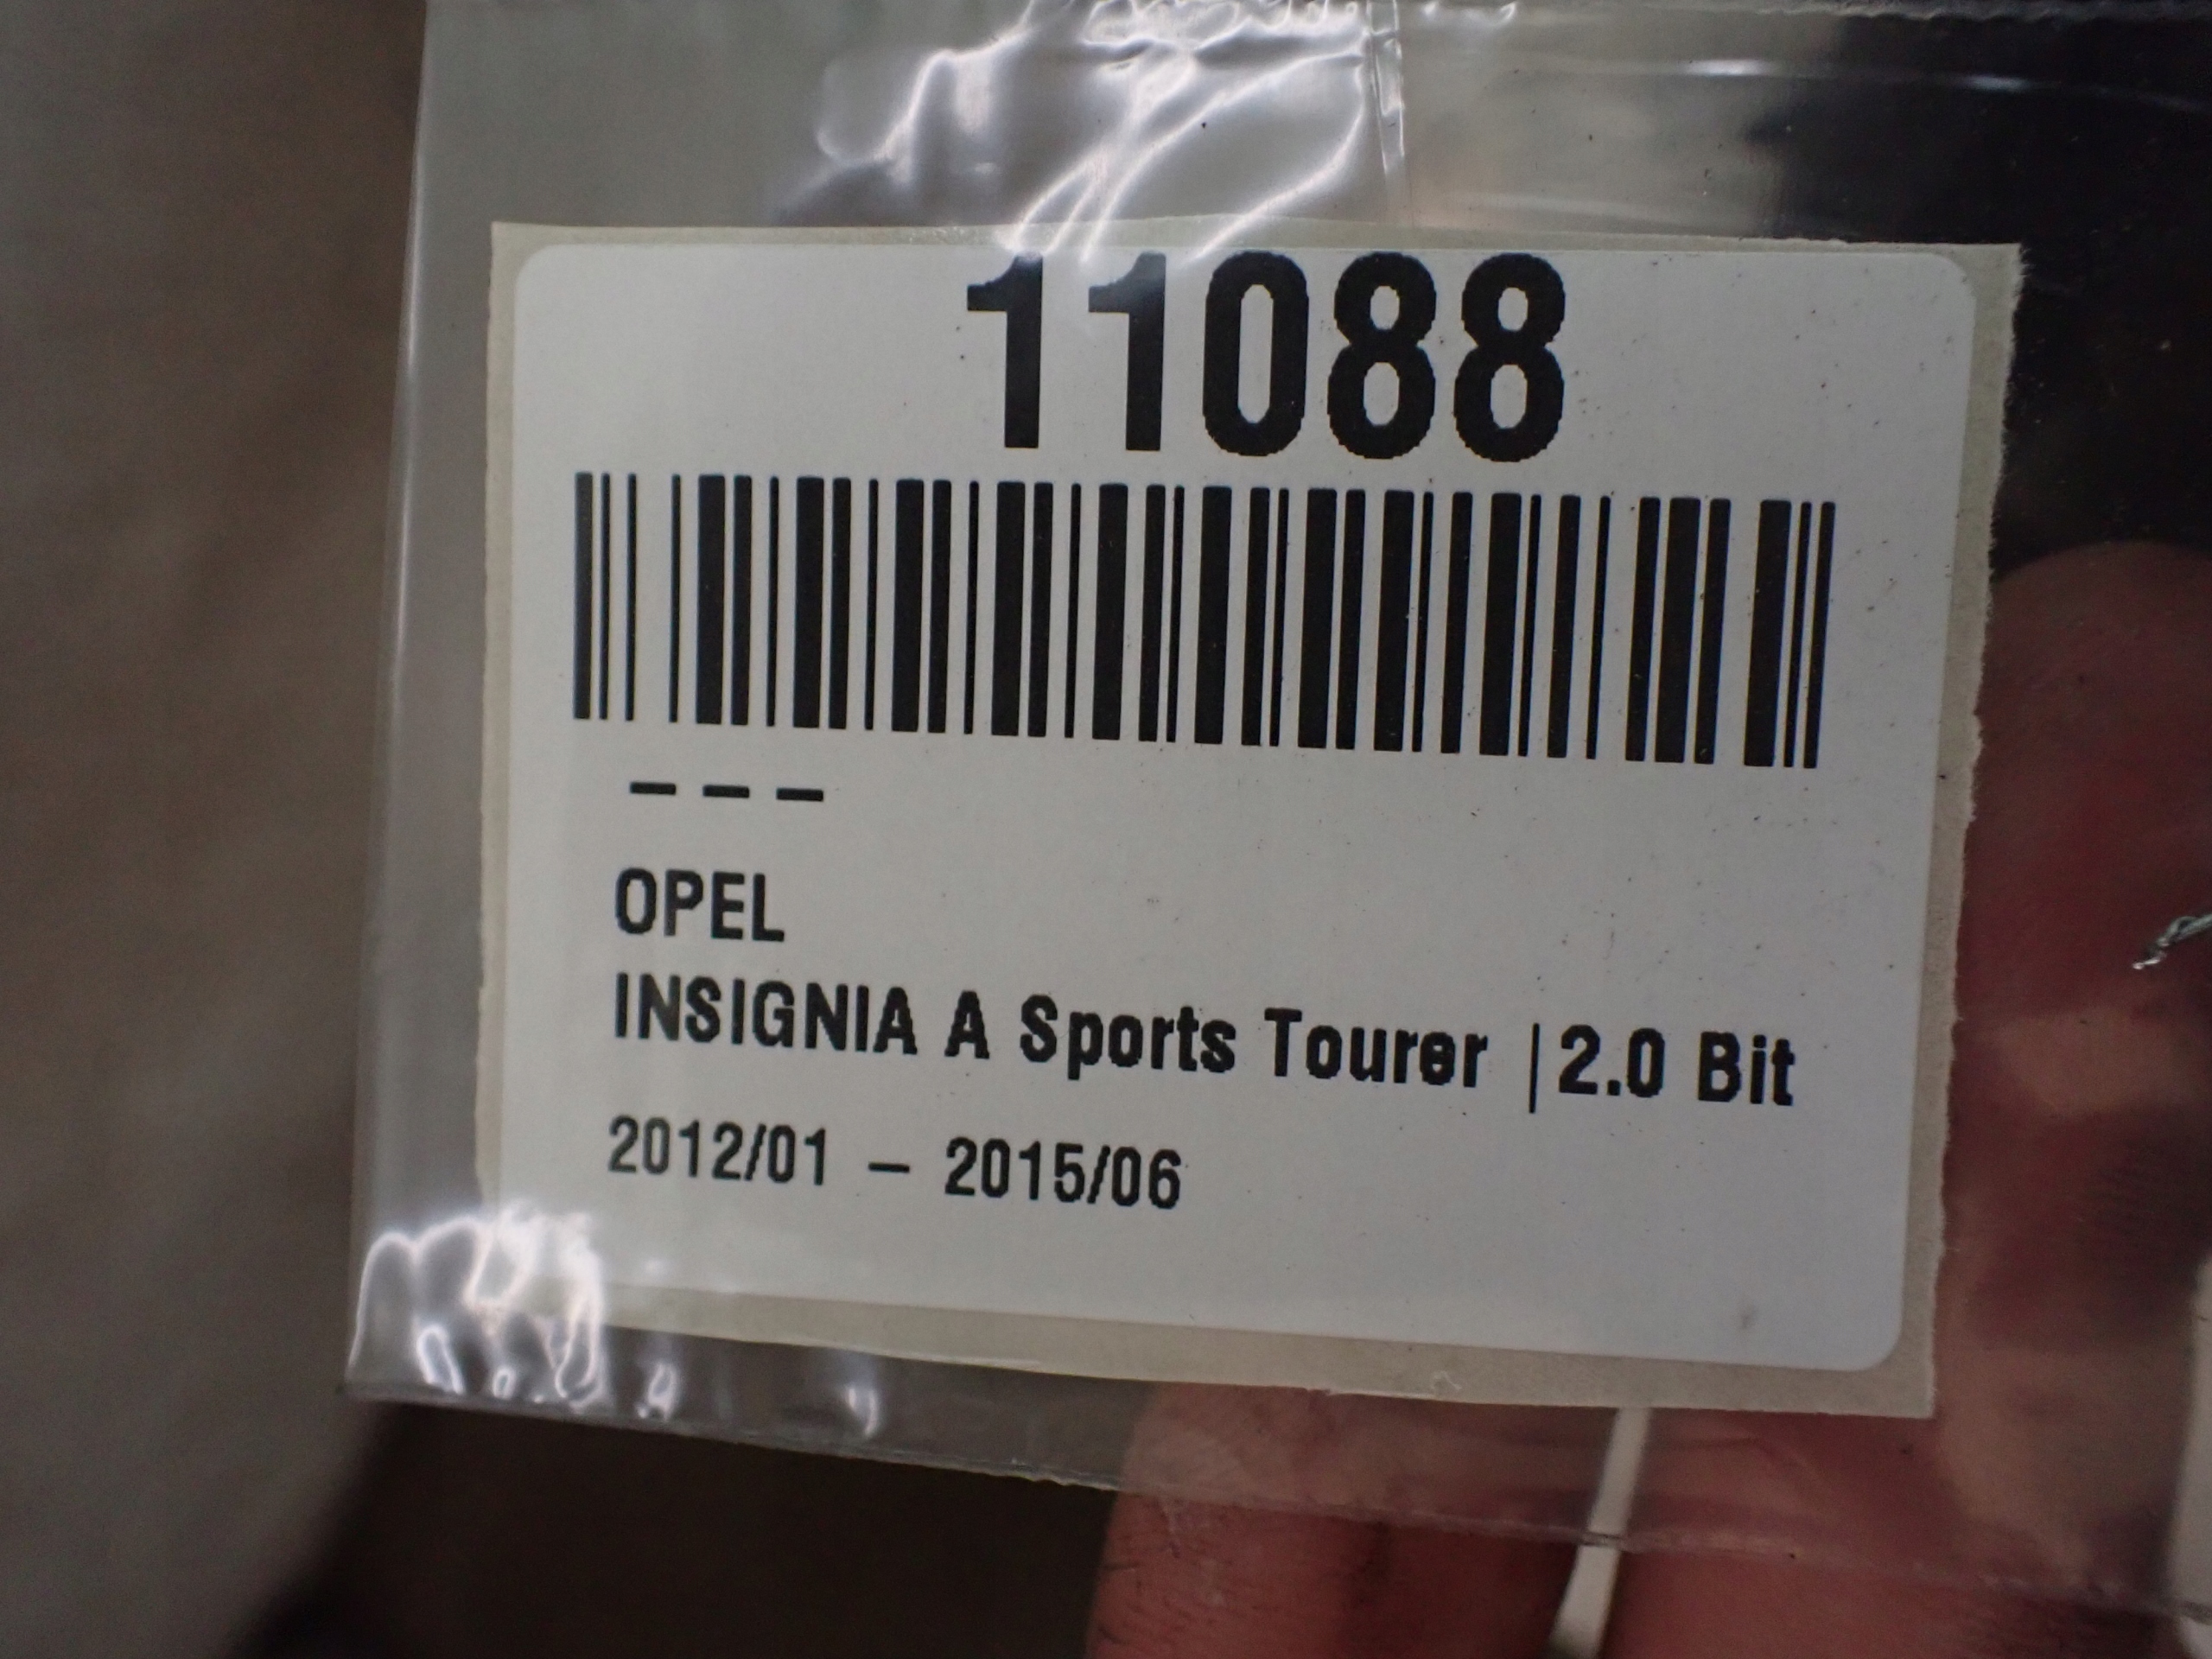 11088
– – –
OPEL
INSIGNIA A Sports Tourer |2.0 Bit
2012/01 – 2015/06